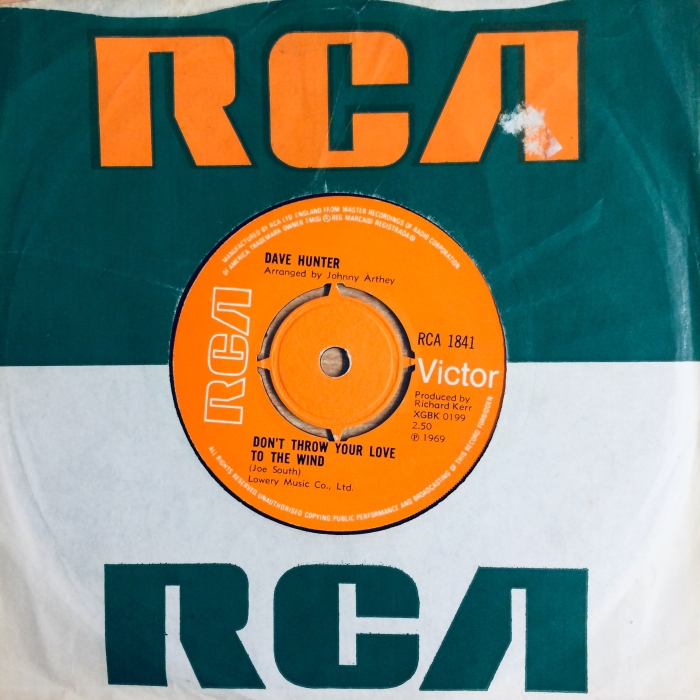 RCA
MANUFACTURED BY RCA LTD. ENGLAND FROM MASTER RECORDINGS OF RADIO CORPORATION
OF AMERICA TRADEMARK OWNER TM(S) ® REG MARCA(S) REGISTRADA®
DAVE HUNTER
Arranged by Johnny Arthey
RCA
RCA 1841
Victor
Produced by
Richard Kerr
XGBK 0199
2.50
℗ 1969
DON'T THROW YOUR LOVE
TO THE WIND
(Joe South)
Lowery Music Co., Ltd.
ALL RIGHTS RESERVED.UNAUTHORISED COPYING,PUBLIC PERFORMANCE AND BROADCASTING OF THIS RECORD FORBIDDEN
RCA